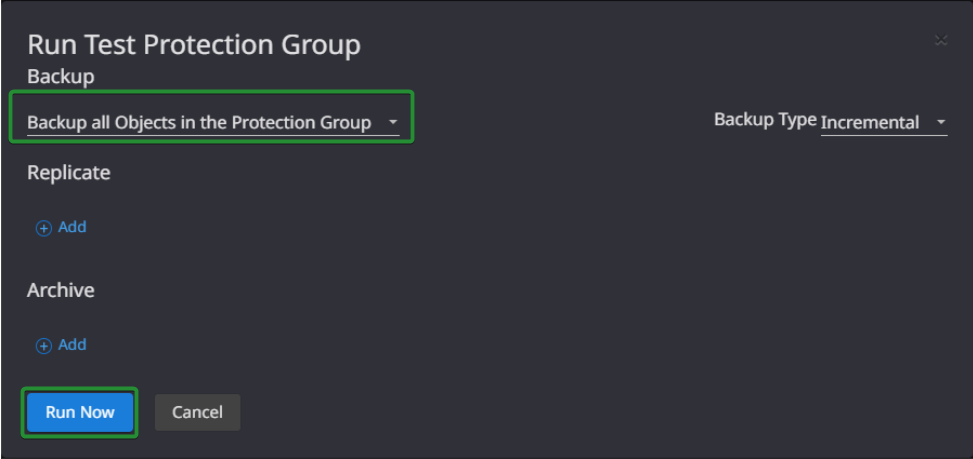 Run Test Protection Group
Backup
Backup all Objects in the Protection Group
Backup Type Incremental
Replicate
Add
Archive
Add
Run Now
Cancel